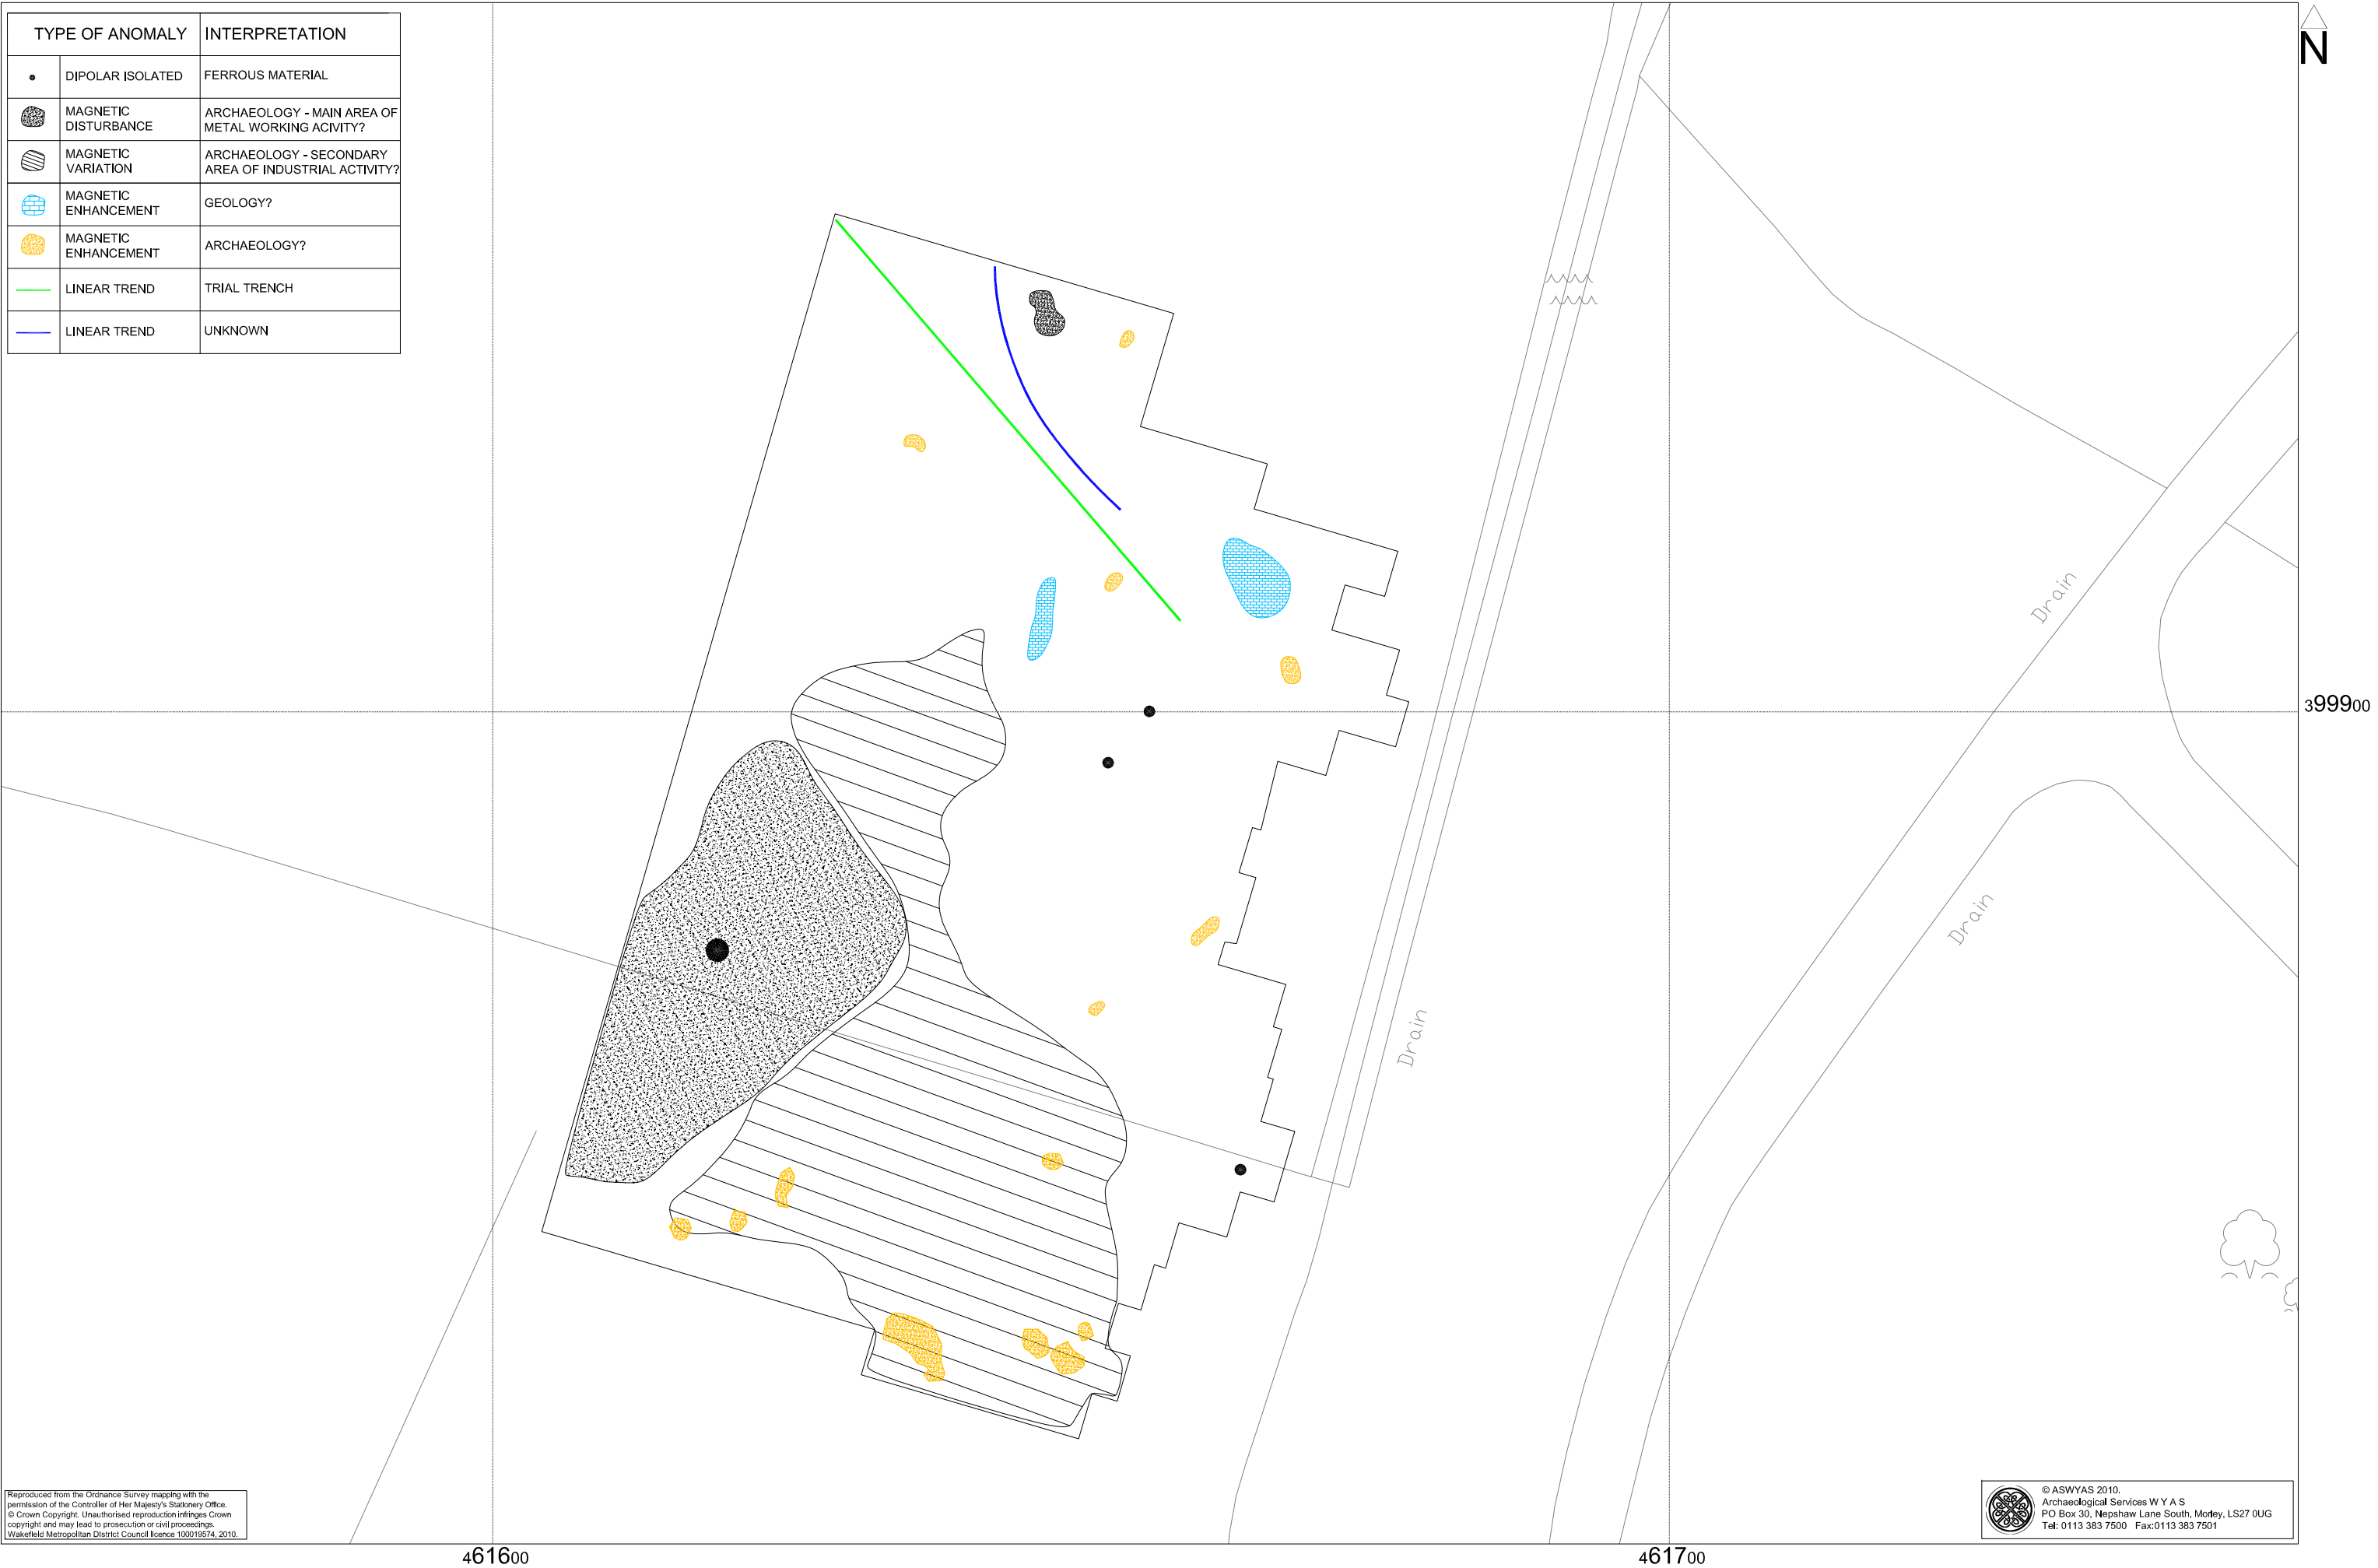 TYPE OF ANOMALY INTERPRETATION
DIPOLAR ISOLATED FERROUS MATERIAL
MAGNETIC DISTURBANCE ARCHAEOLOGY - MAIN AREA OF METAL WORKING ACIVITY?
MAGNETIC VARIATION ARCHAEOLOGY - SECONDARY AREA OF INDUSTRIAL ACTIVITY?
MAGNETIC ENHANCEMENT GEOLOGY?
MAGNETIC ENHANCEMENT ARCHAEOLOGY?
LINEAR TREND TRIAL TRENCH
LINEAR TREND UNKNOWN
N
Drain
399900
Drain
Drain
Reproduced from the Ordnance Survey mapping with the
permission of the Controller of Her Majesty's Stationery Office.
© Crown Copyright. Unauthorised reproduction infringes Crown
copyright and may lead to prosecution or civil proceedings.
Wakefield Metropolitan District Council licence 100019574, 2010.
© ASWYAS 2010.
Archaeological Services W Y A S
PO Box 30, Nepshaw Lane South, Morley, LS27 0UG
Tel: 0113 383 7500 Fax:0113 383 7501
461600
461700